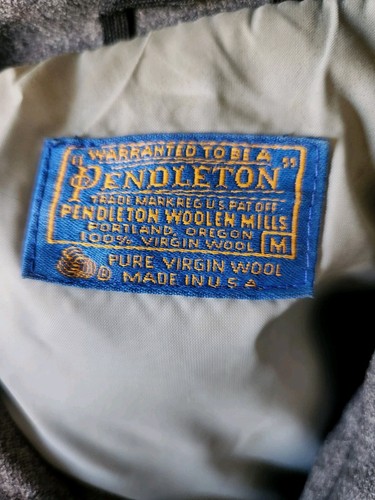 WARRANTED TO BE A
"PENDLETON"
TRADE MARK REG US PAT OFF
PENDLETON WOOLEN MILLS
PORTLAND, OREGON
100% VIRGIN WOOL M
PURE VIRGIN WOOL
D MADE IN U S A